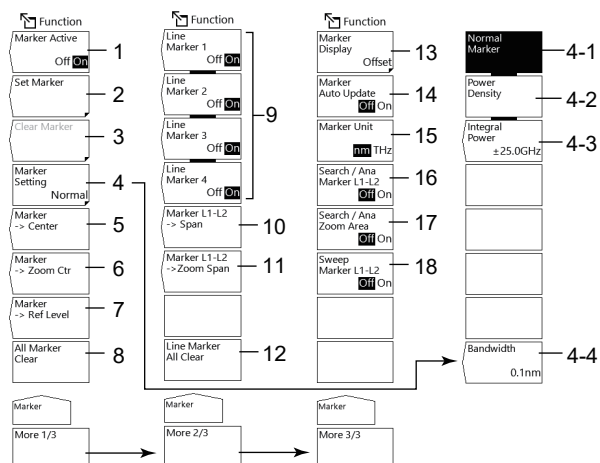 Function
Marker Active
Off On
1
Set Marker
2
Clear Marker
3
Marker
Setting
Normal
4
Marker
-> Center
5
Marker
-> Zoom Ctr
6
Marker
-> Ref Level
7
All Marker
Clear
8
Marker
More 1/3
Function
Line
Marker 1
Off On
Line
Marker 2
Off On
Line
Marker 3
Off On
Line
Marker 4
Off On
9
Marker L1-L2
-> Span
10
Marker L1-L2
->Zoom Span
11
Line Marker
All Clear
12
Marker
More 2/3
Function
Marker
Display
Offset
13
Marker
Auto Update
Off On
14
Marker Unit
nm THz
15
Search / Ana
Marker L1-L2
Off On
16
Search / Ana
Zoom Area
Off On
17
Sweep
Marker L1-L2
Off On
18
Marker
More 3/3
Normal
Marker
4-1
Power
Density
4-2
Integral
Power
±25.0GHz
4-3
Bandwidth
0.1nm
4-4